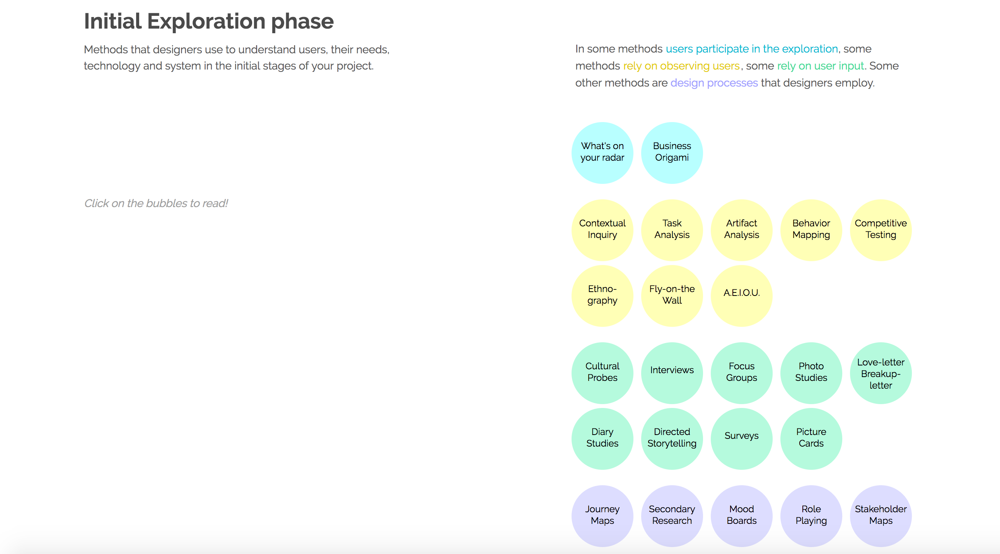 Initial Exploration phase
Methods that designers use to understand users, their needs,
technology and system in the initial stages of your project.
Click on the bubbles to read!
In some methods users participate in the exploration, some
methods rely on observing users, some rely on user input. Some
other methods are design processes that designers employ.
What's on
your radar
Business
Origami
Contextual
Inquiry
Task
Analysis
Artifact
Analysis
Behavior
Mapping
Competitive
Testing
Ethno-
graphy
Fly-on-the
Wall
A.E.I.O.U.
Cultural
Probes
Interviews
Focus
Groups
Photo
Studies
Love-letter
Breakup-
letter
Diary
Studies
Directed
Storytelling
Surveys
Picture
Cards
Journey
Maps
Secondary
Research
Mood
Boards
Role
Playing
Stakeholder
Maps